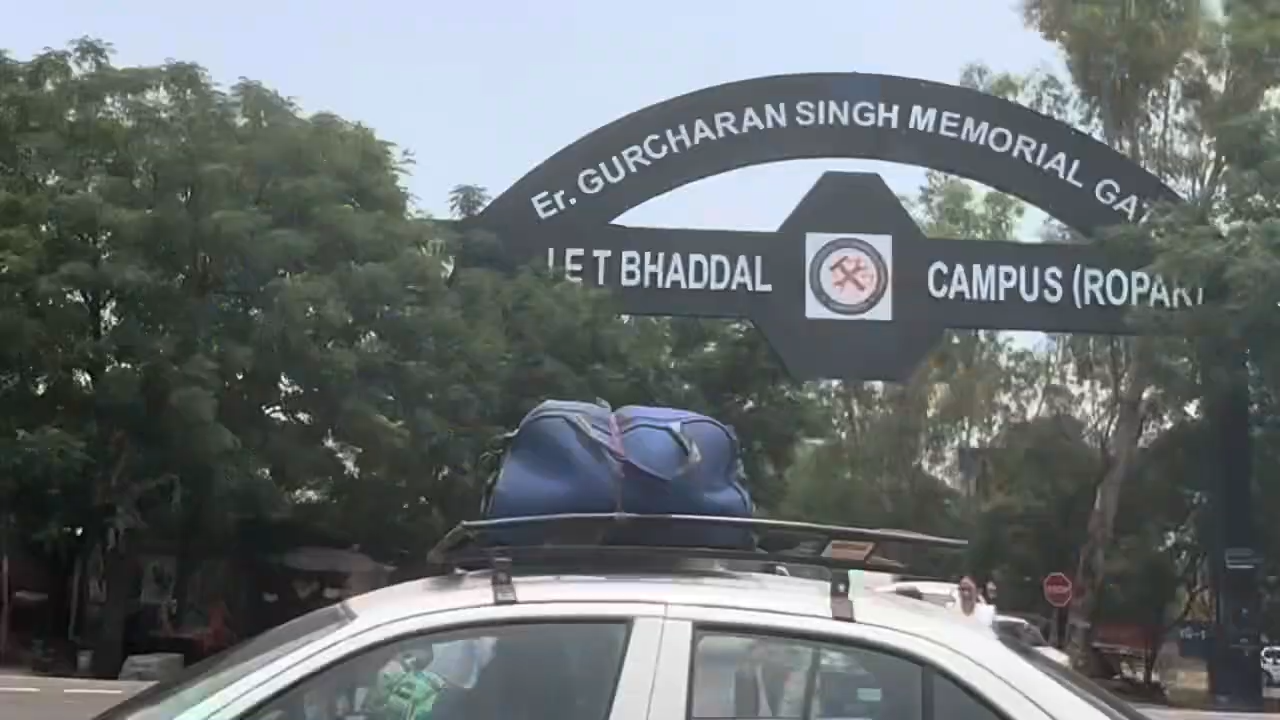 Er. GURCHARAN SINGH MEMORIAL
I E T BHADDAL CAMPUS (ROPAR)